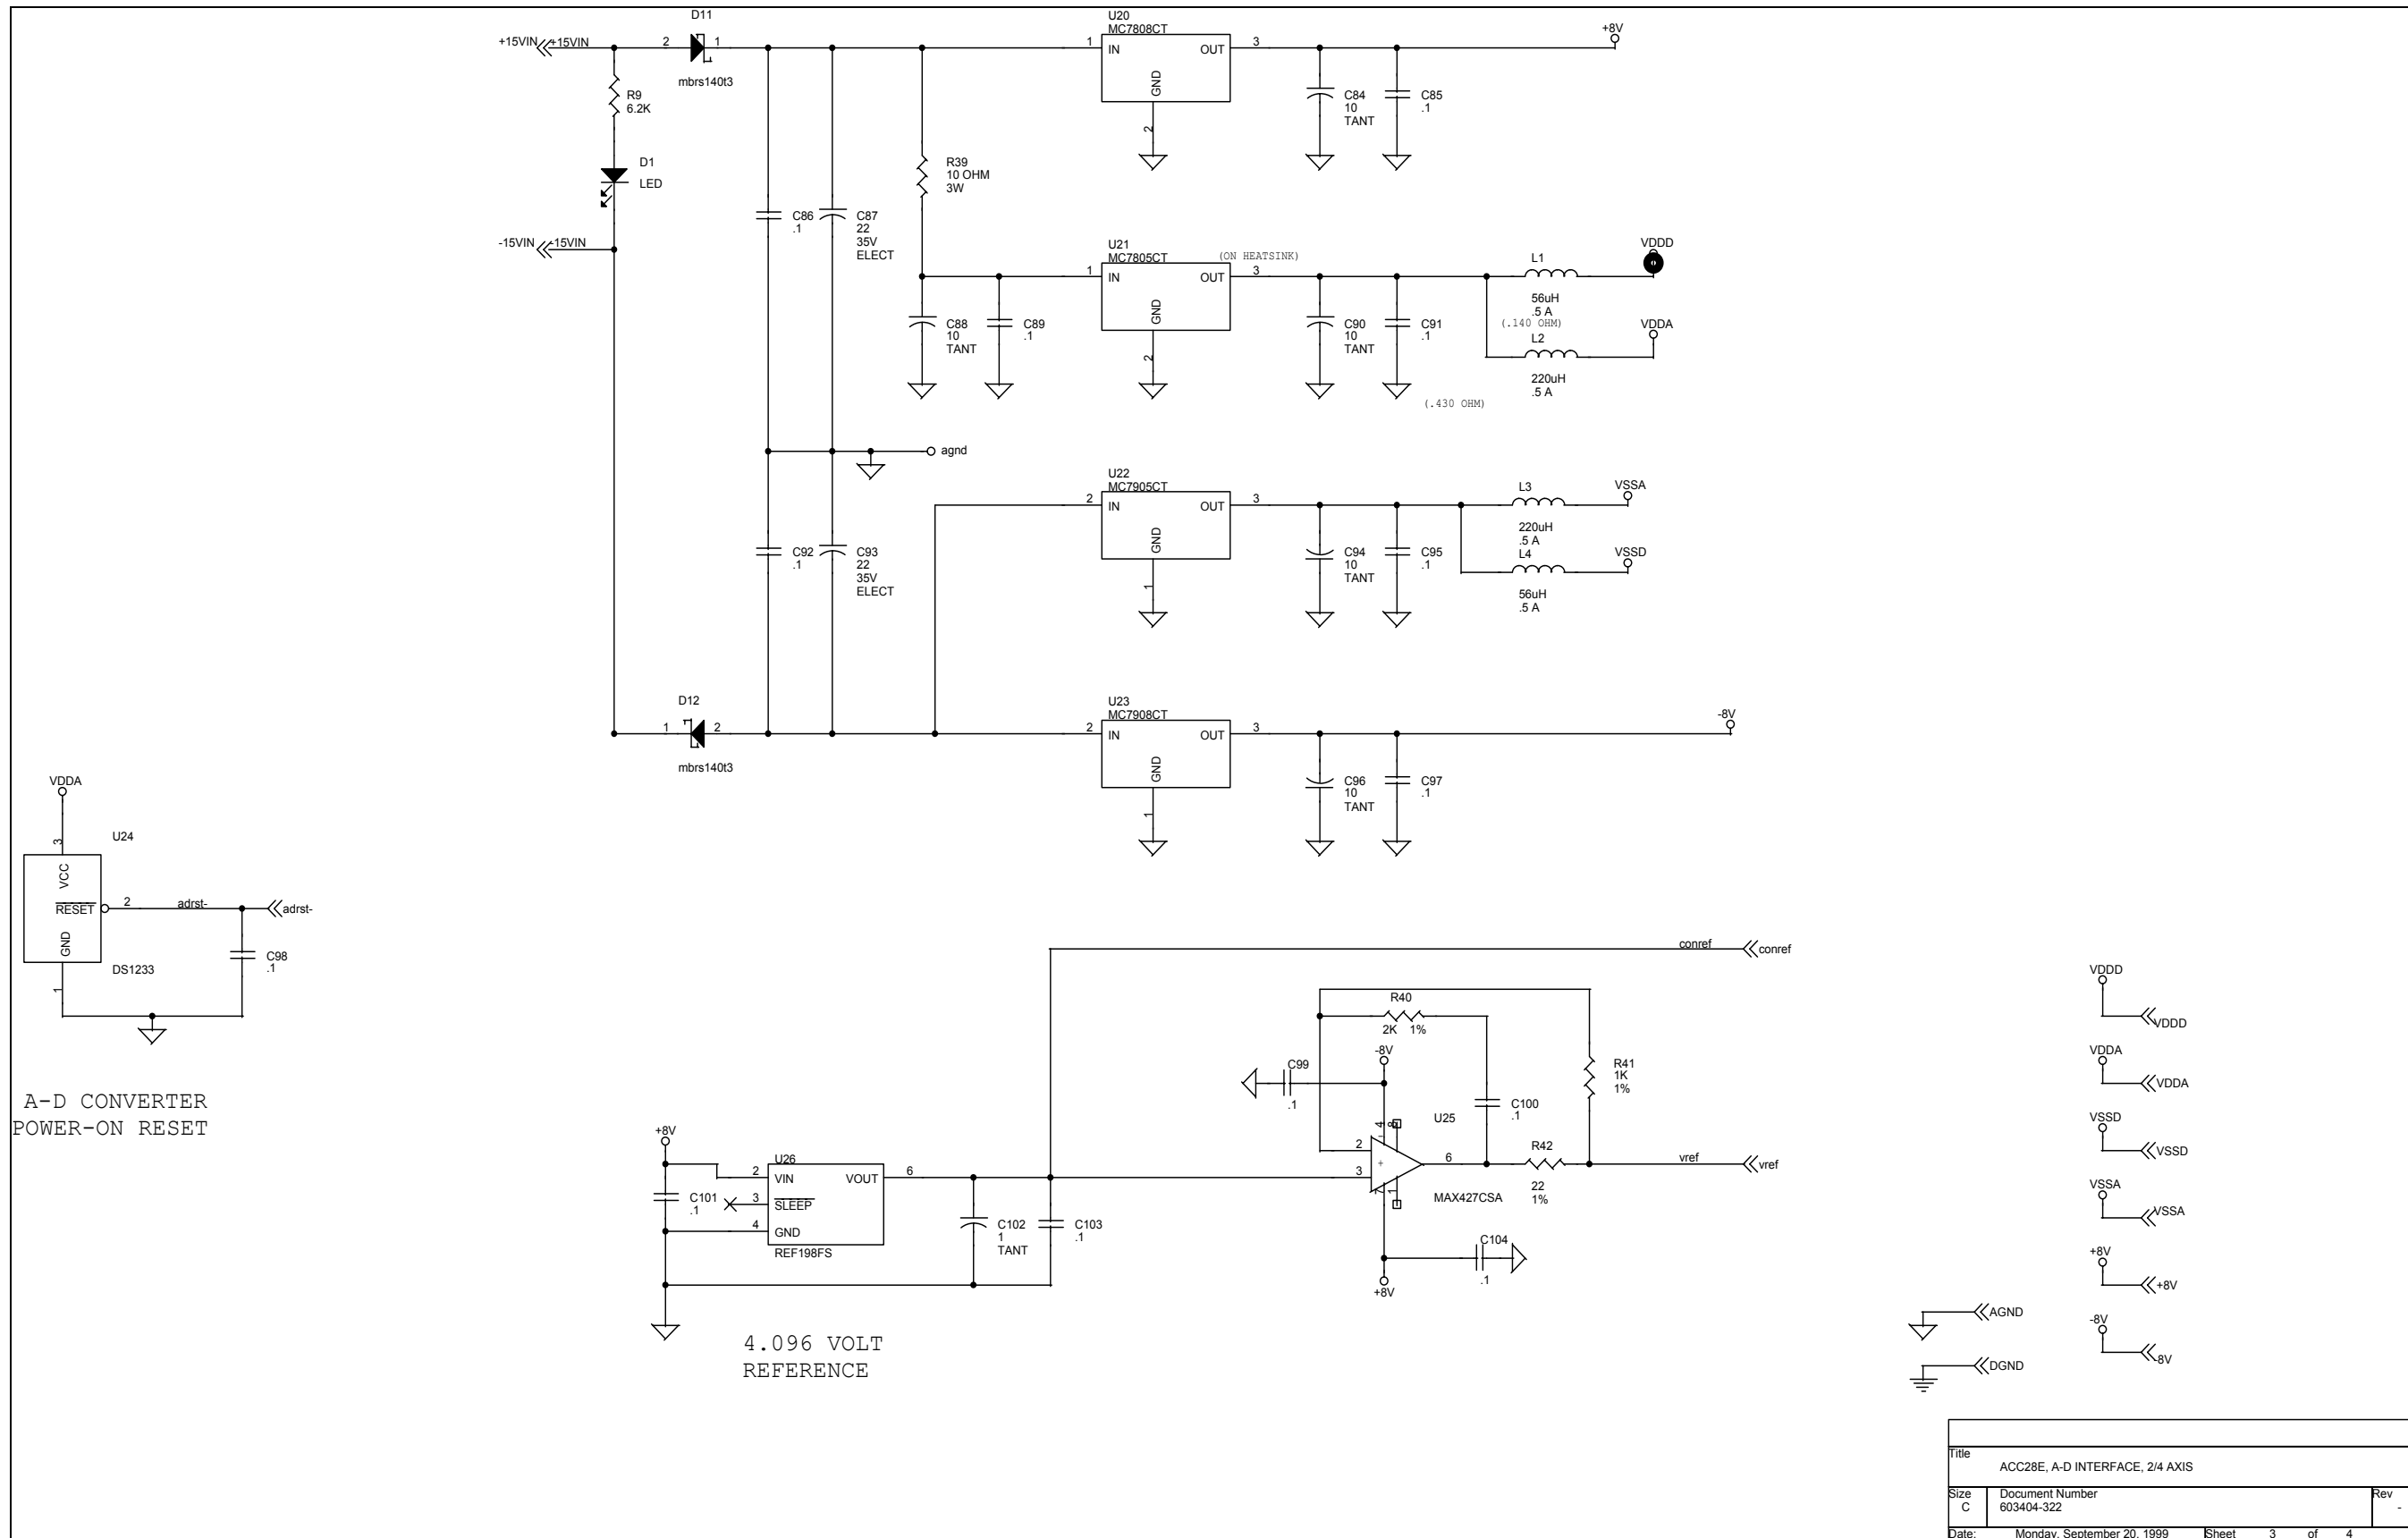 D11
+15VIN
+15VIN
2
1
mbrs140t3
U20
MC7808CT
1
IN
OUT
3
GND
2
+8V
R9
6.2K
C84
10
TANT
C85
.1
D1
LED
R39
10 OHM
3W
C86
.1
C87
22
35V
ELECT
-15VIN
-15VIN
U21
MC7805CT
(ON HEATSINK)
1
IN
OUT
3
GND
2
VDDD
L1
56uH
.5 A
(.140 OHM)
C88
10
TANT
C89
.1
C90
10
TANT
C91
.1
VDDA
L2
220uH
.5 A
(.430 OHM)
agnd
U22
MC7905CT
2
IN
OUT
3
GND
1
L3
VSSA
220uH
.5 A
C92
.1
C93
22
35V
ELECT
C94
10
TANT
C95
.1
L4
VSSD
56uH
.5 A
D12
1
2
mbrs140t3
U23
MC7908CT
2
IN
OUT
3
GND
1
-8V
C96
10
TANT
C97
.1
VDDA
3
U24
VCC
RESET
2
adrst-
adrst-
GND
1
DS1233
C98
.1
A-D CONVERTER
POWER-ON RESET
conref
conref
R40
2K 1%
-8V
C99
.1
R41
1K
1%
C100
.1
U25
4
8
2
+
3
6
7
1
MAX427CSA
R42
22
1%
vref
vref
+8V
U26
2
VIN
VOUT
6
C101
.1
3
SLEEP
4
GND
REF198FS
C102
1
TANT
C103
.1
C104
.1
+8V
4.096 VOLT
REFERENCE
VDDD
VDDD
VDDA
VDDA
VSSD
VSSD
VSSA
VSSA
+8V
+8V
AGND
-8V
-8V
DGND
Title
ACC28E, A-D INTERFACE, 2/4 AXIS
Size
Document Number
Rev
C
603404-322
-
Date:
Monday, September 20, 1999
Sheet
3
of
4